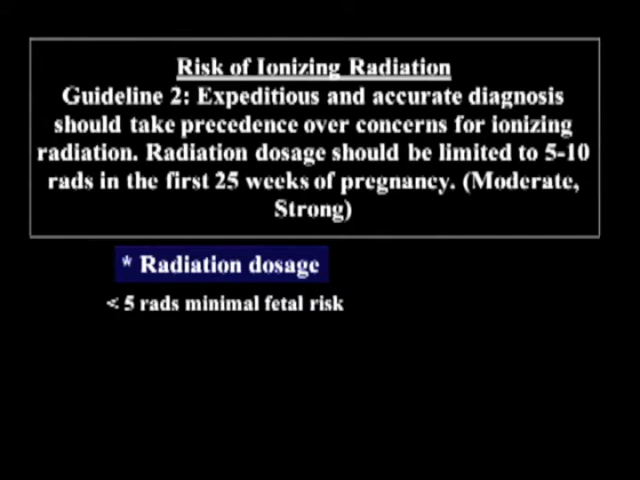 Risk of Ionizing Radiation
Guideline 2: Expeditious and accurate diagnosis
should take precedence over concerns for ionizing
radiation. Radiation dosage should be limited to 5-10
rads in the first 25 weeks of pregnancy. (Moderate,
Strong)
* Radiation dosage
< 5 rads minimal fetal risk